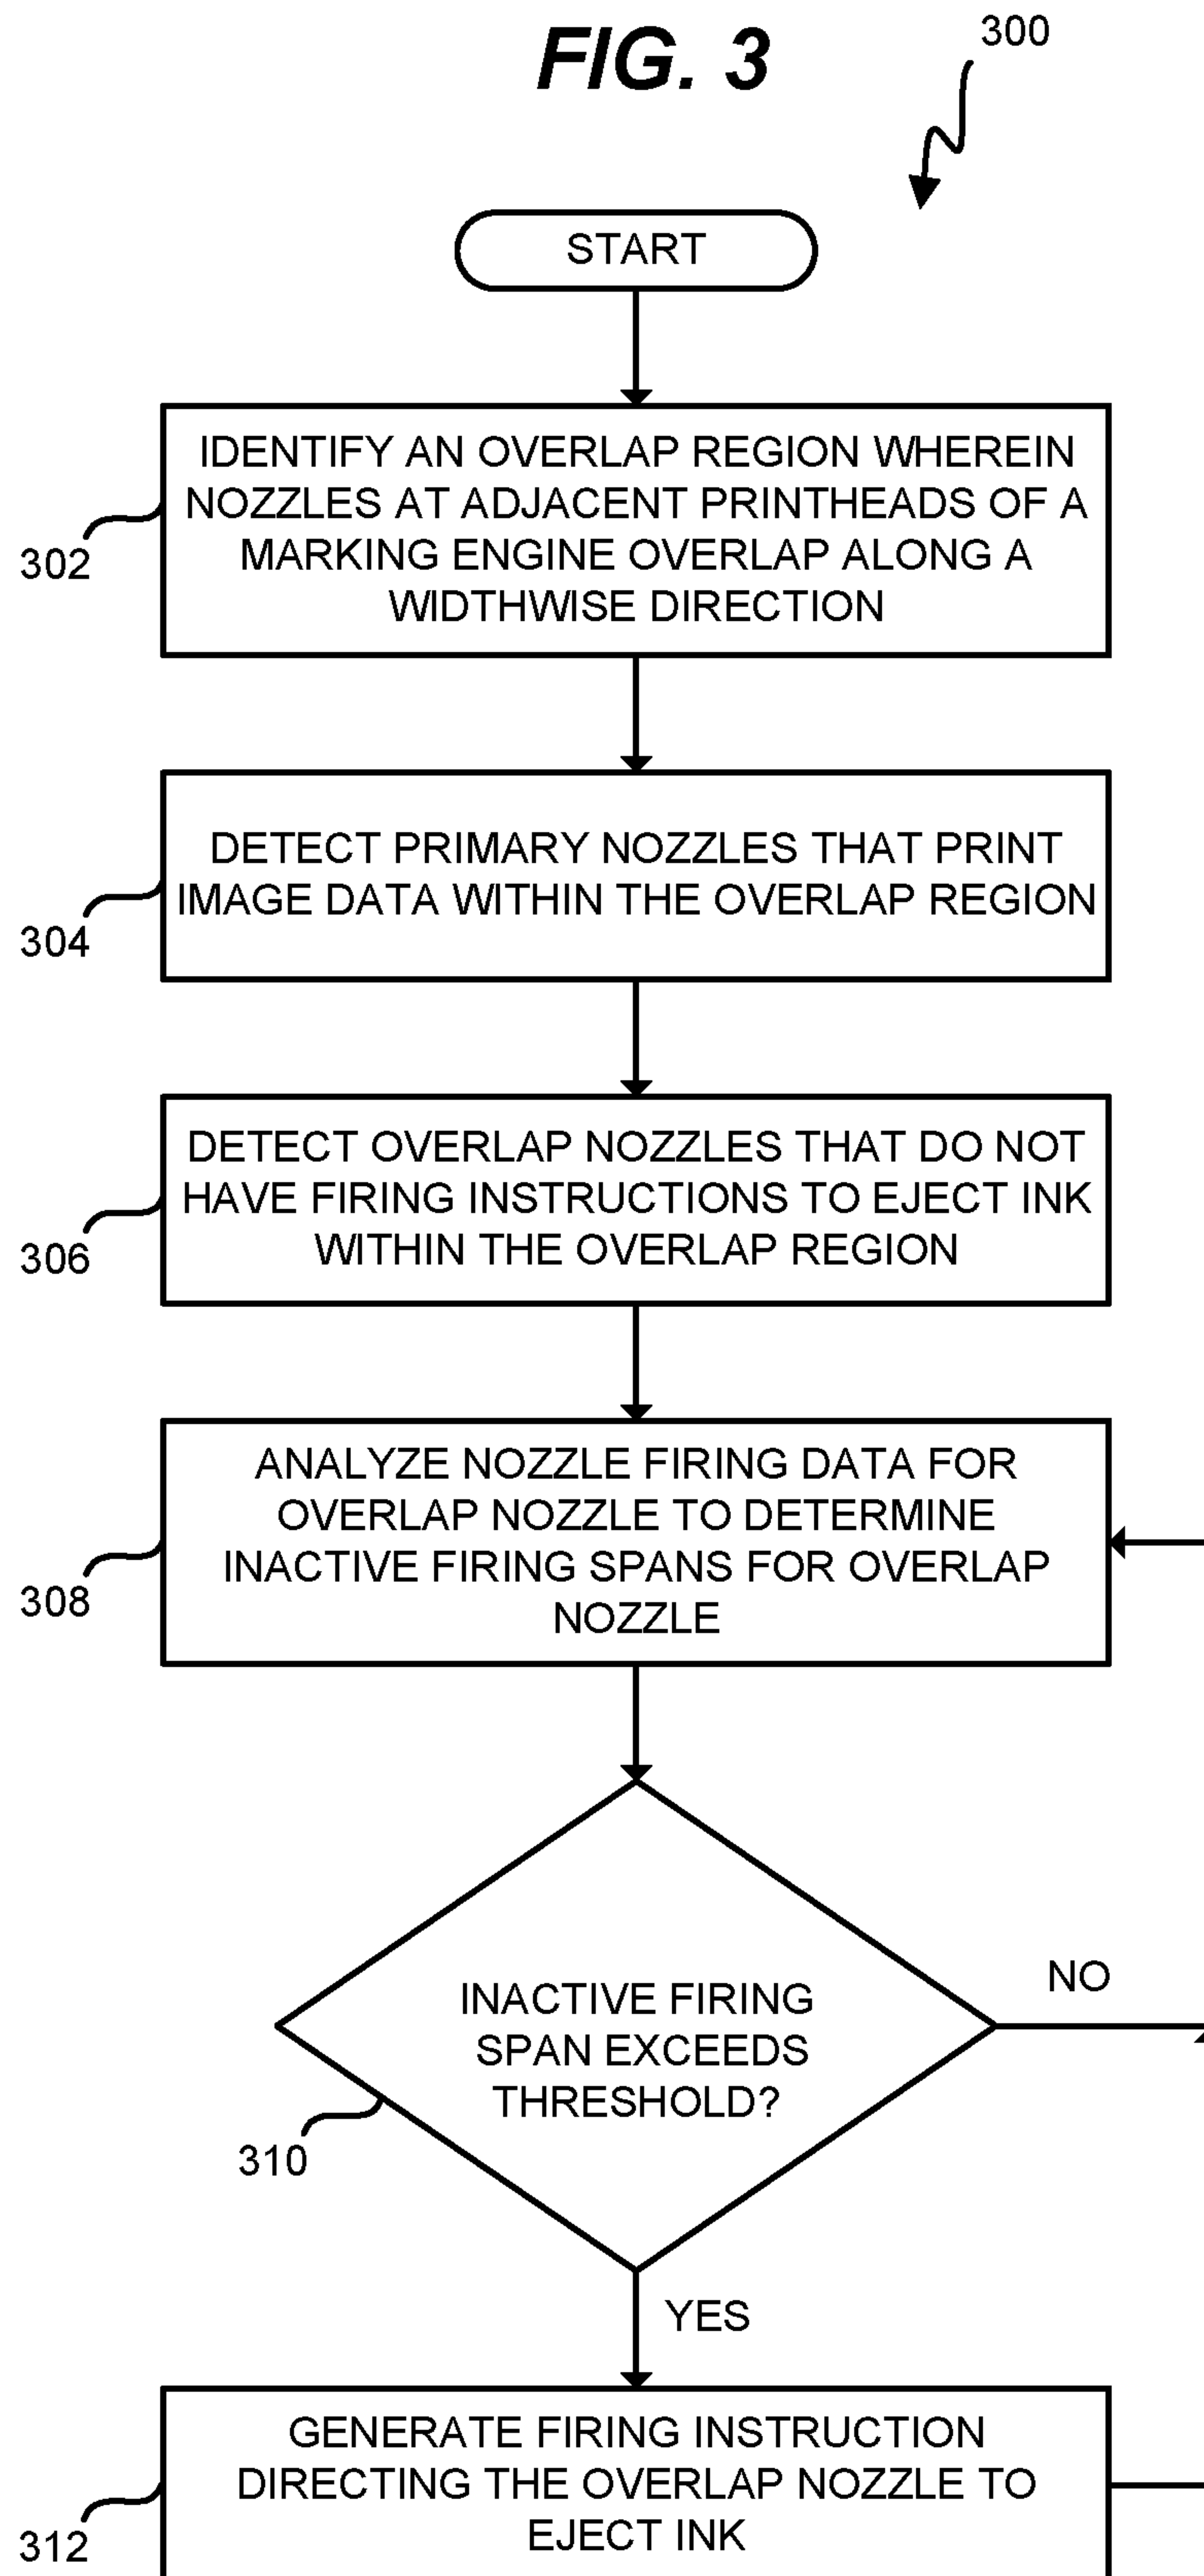 FIG. 3
300
START
IDENTIFY AN OVERLAP REGION WHEREIN
NOZZLES AT ADJACENT PRINTHEADS OF A
MARKING ENGINE OVERLAP ALONG A
WIDTHWISE DIRECTION
302
DETECT PRIMARY NOZZLES THAT PRINT
IMAGE DATA WITHIN THE OVERLAP REGION
304
DETECT OVERLAP NOZZLES THAT DO NOT
HAVE FIRING INSTRUCTIONS TO EJECT INK
WITHIN THE OVERLAP REGION
306
ANALYZE NOZZLE FIRING DATA FOR
OVERLAP NOZZLE TO DETERMINE
INACTIVE FIRING SPANS FOR OVERLAP
NOZZLE
308
NO
INACTIVE FIRING
SPAN EXCEEDS
THRESHOLD?
310
YES
GENERATE FIRING INSTRUCTION
DIRECTING THE OVERLAP NOZZLE TO
EJECT INK
312